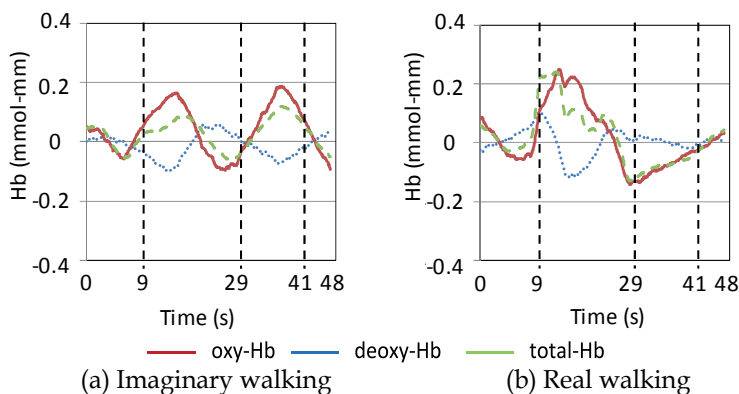 0.4
0.2
0
-0.2
-0.4
Hb (mmol-mm)
0 9 29 41 48
Time (s)
0.4
0.2
0
-0.2
-0.4
Hb (mmol-mm)
0 9 29 41 48
Time (s)
oxy-Hb deoxy-Hb total-Hb
(a) Imaginary walking (b) Real walking